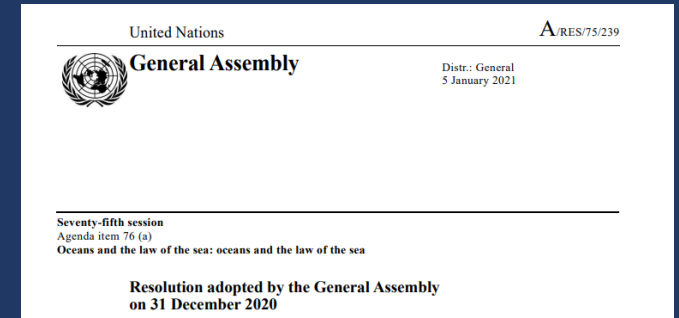 United Nations
A/RES/75/239
General Assembly
Distr.: General
5 January 2021
Seventy-fifth session
Agenda item 76 (a)
Oceans and the law of the sea: oceans and the law of the sea
Resolution adopted by the General Assembly
on 31 December 2020